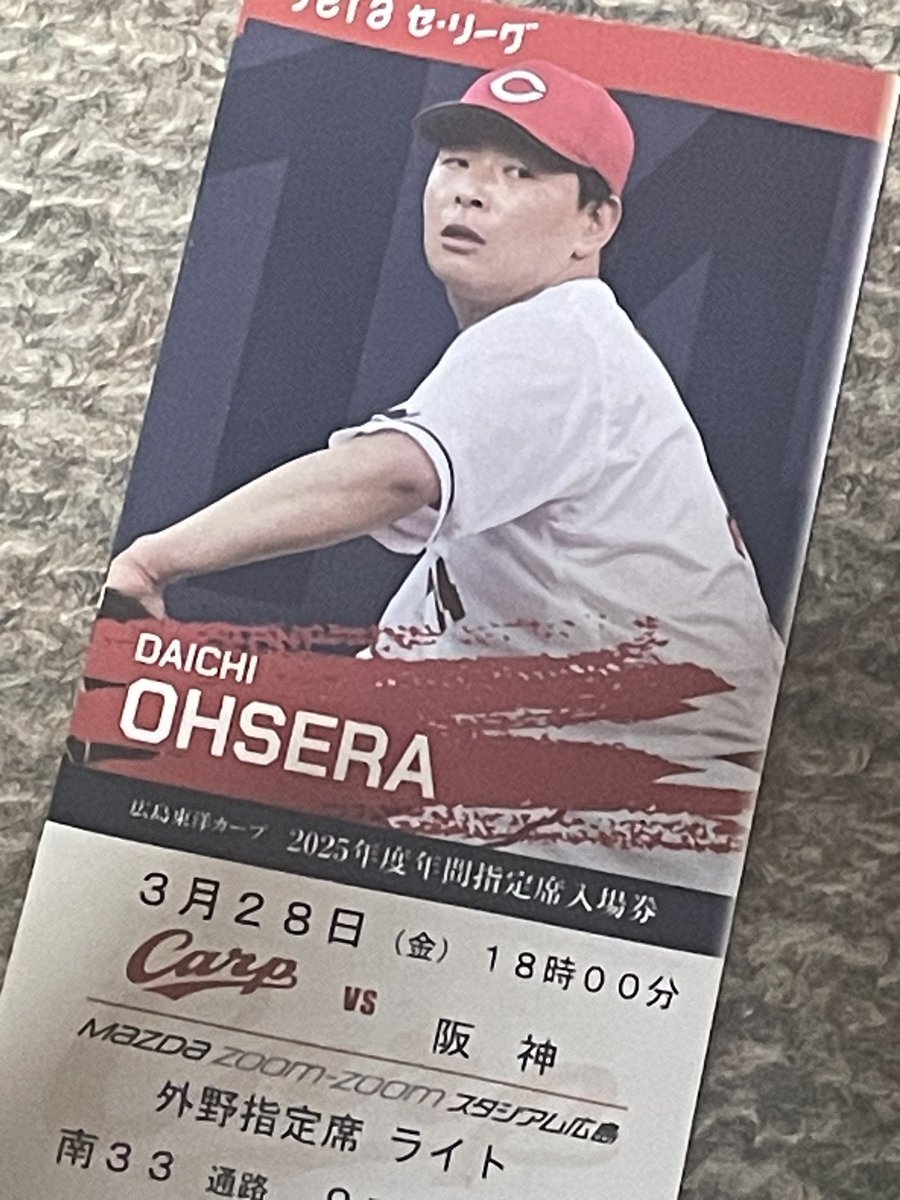 セ・リーグ
DAICHI
OHSERA
広島東洋カープ 2025年度年間指定席入場券
3月28日 (金) 18時00分
Carp vs 阪神
Mazda Zoom-Zoom スタジアム広島
外野指定席 ライト
南33 通路